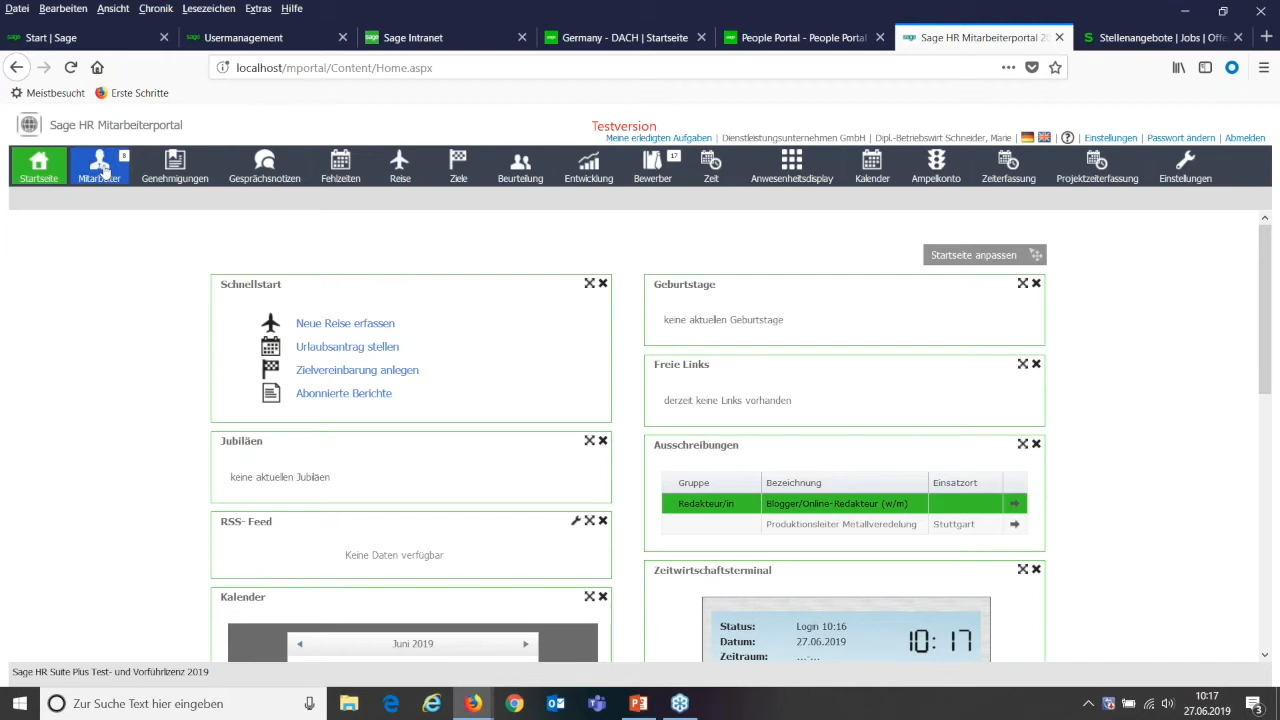 Datei Bearbeiten Ansicht Chronik Lesezeichen Extras Hilfe
Start | Sage
Usermanagement
Sage Intranet
Germany - DACH | Startseite
People Portal - People Portal
Sage HR Mitarbeiterportal 20
Stellenangebote | Jobs | Offe
localhost/mportal/Content/Home.aspx
Meistbesucht Erste Schritte
Sage HR Mitarbeiterportal
Testversion
Meine erledigten Aufgaben | Dienstleistungsunternehmen GmbH | Dipl.-Betriebswirt Schneider, Marie | Einstellungen | Passwort ändern | Abmelden
8
17
Startseite Mitarbeiter Genehmigungen Gesprächsnotizen Fehlzeiten Reise Ziele Beurteilung Entwicklung Bewerber Zeit Anwesenheitsdisplay Kalender Ampelkonto Zeiterfassung Projektzeiterfassung Einstellungen
Startseite anpassen
Schnellstart
Neue Reise erfassen
Urlaubsantrag stellen
Zielvereinbarung anlegen
Abonnierte Berichte
Jubiläen
keine aktuellen Jubiläen
RSS- Feed
Keine Daten verfügbar
Kalender
Juni 2019
Geburtstage
keine aktuellen Geburtstage
Freie Links
derzeit keine Links vorhanden
Ausschreibungen
Gruppe Bezeichnung Einsatzort
Redakteur/in Blogger/Online-Redakteur (w/m)
Produktionsleiter Metallveredelung Stuttgart
Zeitwirtschaftsterminal
Status: Login 10:16
Datum: 27.06.2019
Zeitraum: ...-...
10:17
Sage HR Suite Plus Test- und Vorführlizenz 2019
Zur Suche Text hier eingeben
10:17
27.06.2019
3